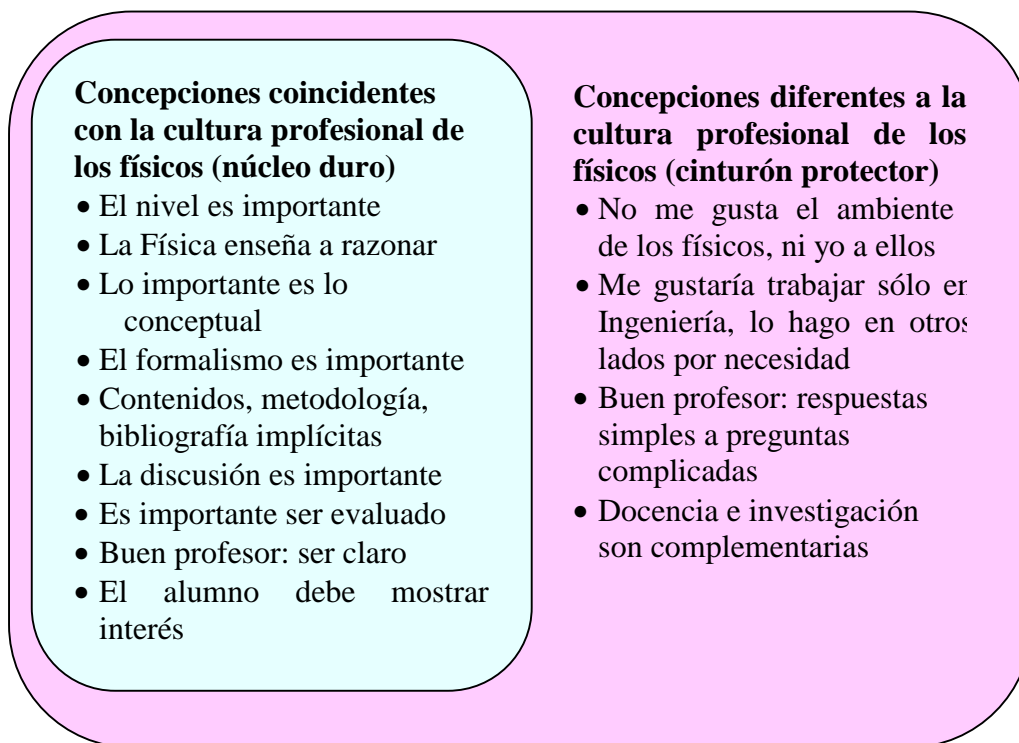 Concepciones coincidentes
con la cultura profesional de
los físicos (núcleo duro)
• El nivel es importante
• La Física enseña a razonar
• Lo importante es lo
conceptual
• El formalismo es importante
• Contenidos, metodología,
bibliografía implícitas
• La discusión es importante
• Es importante ser evaluado
• Buen profesor: ser claro
• El alumno debe mostrar
interés
Concepciones diferentes a la
cultura profesional de los
físicos (cinturón protector)
• No me gusta el ambiente
de los físicos, ni yo a ellos
• Me gustaría trabajar sólo en
Ingeniería, lo hago en otros
lados por necesidad
• Buen profesor: respuestas
simples a preguntas
complicadas
• Docencia e investigación
son complementarias